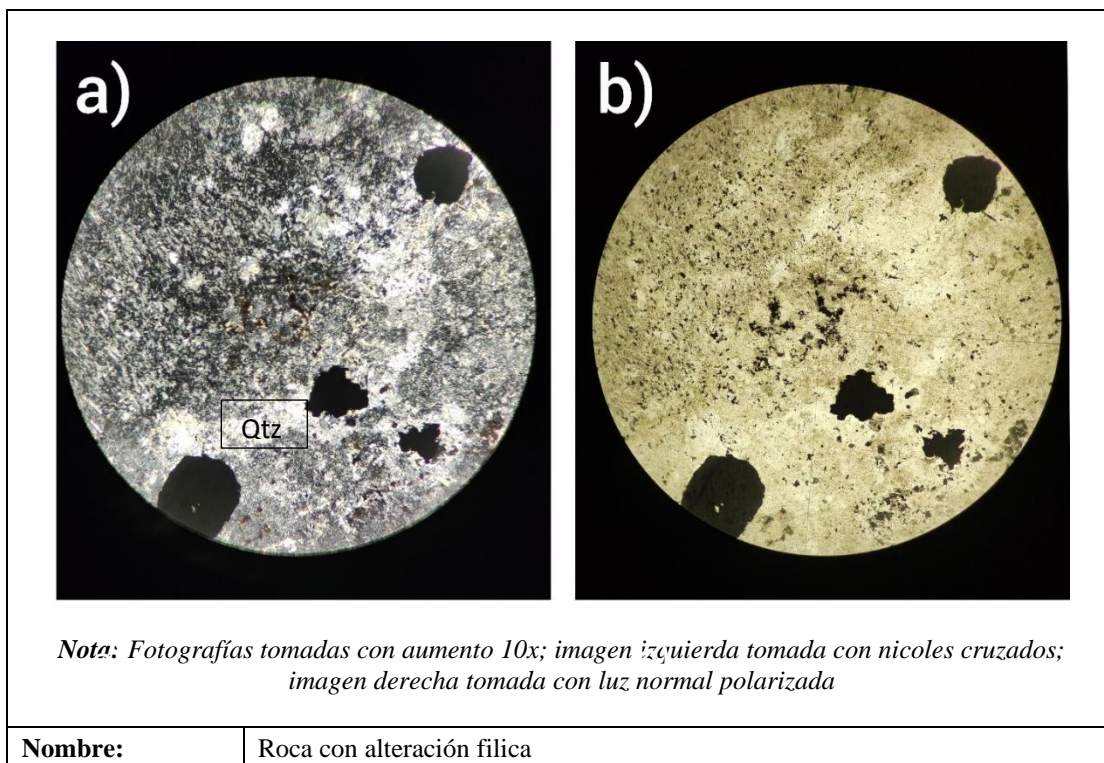 a)
b)
Qtz
Nota: Fotografías tomadas con aumento 10x; imagen izquierda tomada con nicoles cruzados;
imagen derecha tomada con luz normal polarizada
Nombre:
Roca con alteración filica